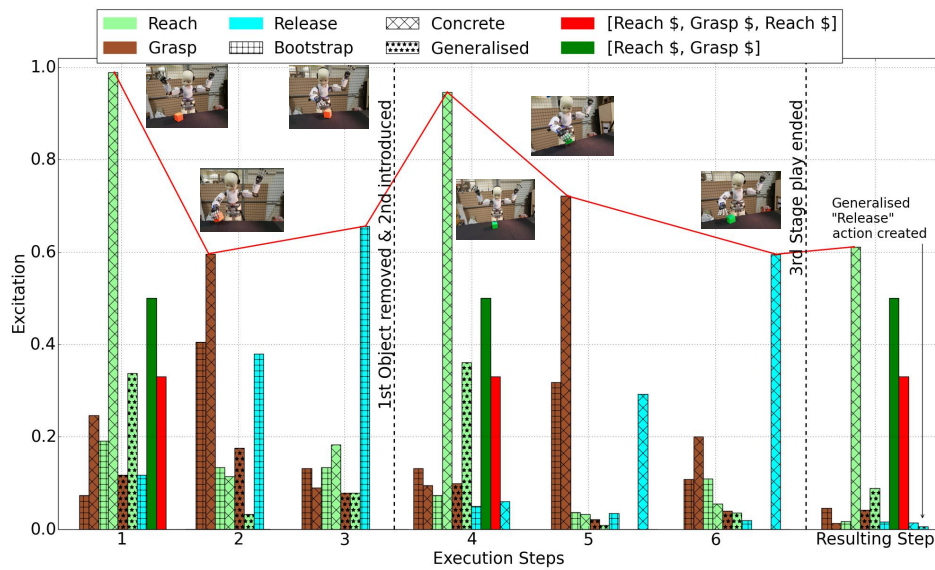 Reach
Release
Concrete
[Reach $, Grasp $, Reach $]
Grasp
Bootstrap
Generalised
[Reach $, Grasp $]
1.0
0.8
0.6
0.4
0.2
0.0
Excitation
1st Object removed & 2nd introduced
3rd Stage play ended
Generalised
"Release"
action created
1
2
3
4
5
6
Resulting Step
Execution Steps